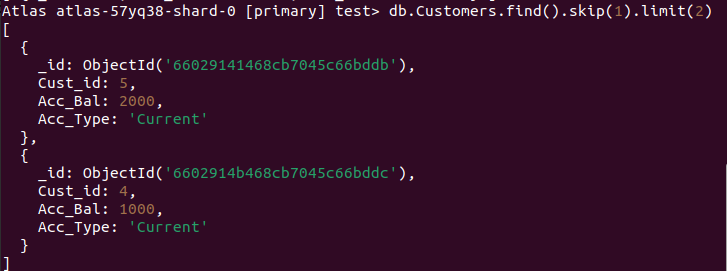 Atlas atlas-57yq38-shard-0 [primary] test> db.Customers.find().skip(1).limit(2)
[
  {
    _id: ObjectId('66029141468cb7045c66bddb'),
    Cust_id: 5,
    Acc_Bal: 2000,
    Acc_Type: 'Current'
  },
  {
    _id: ObjectId('6602914b468cb7045c66bddc'),
    Cust_id: 4,
    Acc_Bal: 1000,
    Acc_Type: 'Current'
  }
]